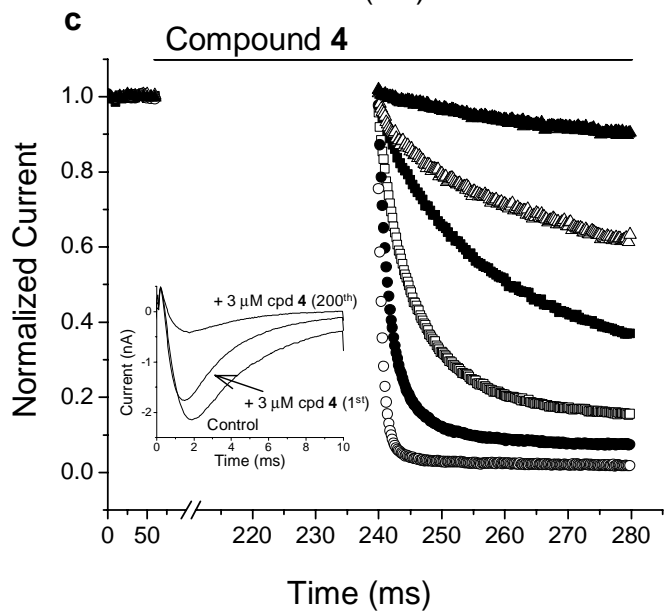 c
Compound 4
Normalized Current
1.0
0.8
0.6
0.4
0.2
0.0
0 50 220 230 240 250 260 270 280
Time (ms)
Current (nA)
0
-1
-2
0 2 4 6 8 10
Time (ms)
+ 3 μM cpd 4 (200th)
+ 3 μM cpd 4 (1st)
Control